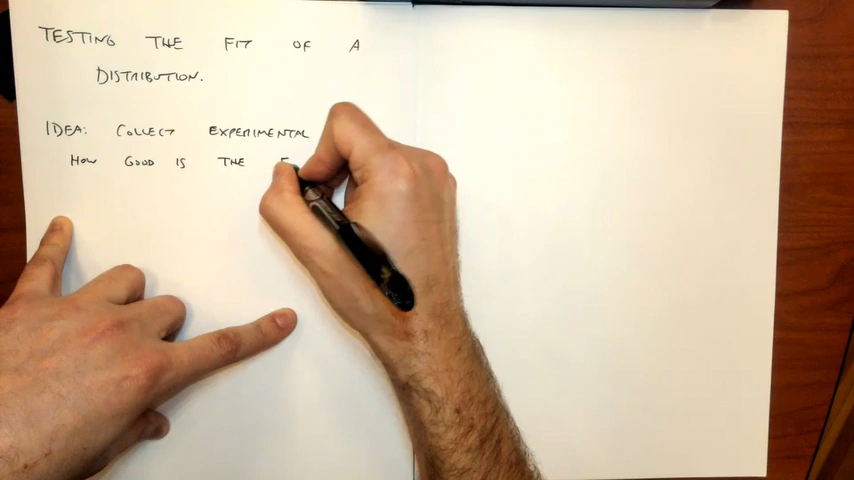 TESTING THE FIT OF A
DISTRIBUTION.
IDEA: COLLECT EXPERIMENTAL
HOW GOOD IS THE F